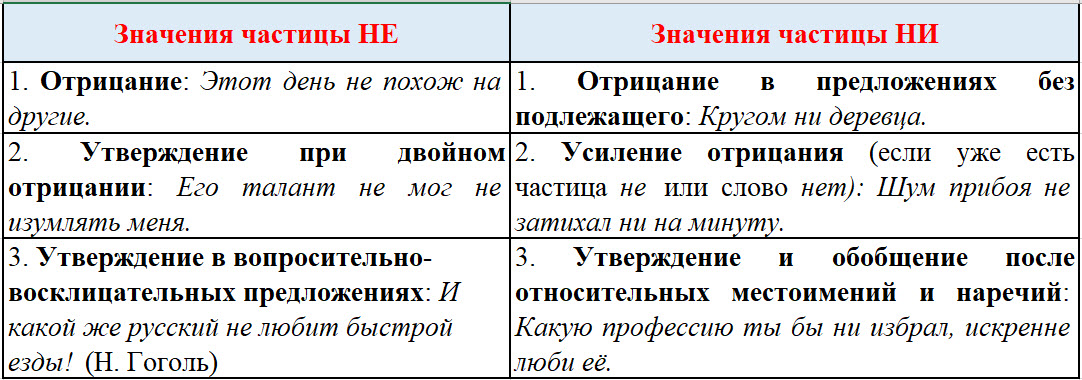 Значения частицы НЕ
Значения частицы НИ
1. Отрицание: Этот день не похож на
другие.
1. Отрицание в предложениях без
подлежащего: Кругом ни деревца.
2. Утверждение при двойном
отрицании: Его талант не мог не
изумлять меня.
2. Усиление отрицания (если уже есть
частица не или слово нет): Шум прибоя не
затихал ни на минуту.
3. Утверждение в вопросительно-
восклицательных предложениях: И
какой же русский не любит быстрой
езды! (Н. Гоголь)
3. Утверждение и обобщение после
относительных местоимений и наречий:
Какую профессию ты бы ни избрал, искренне
люби её.